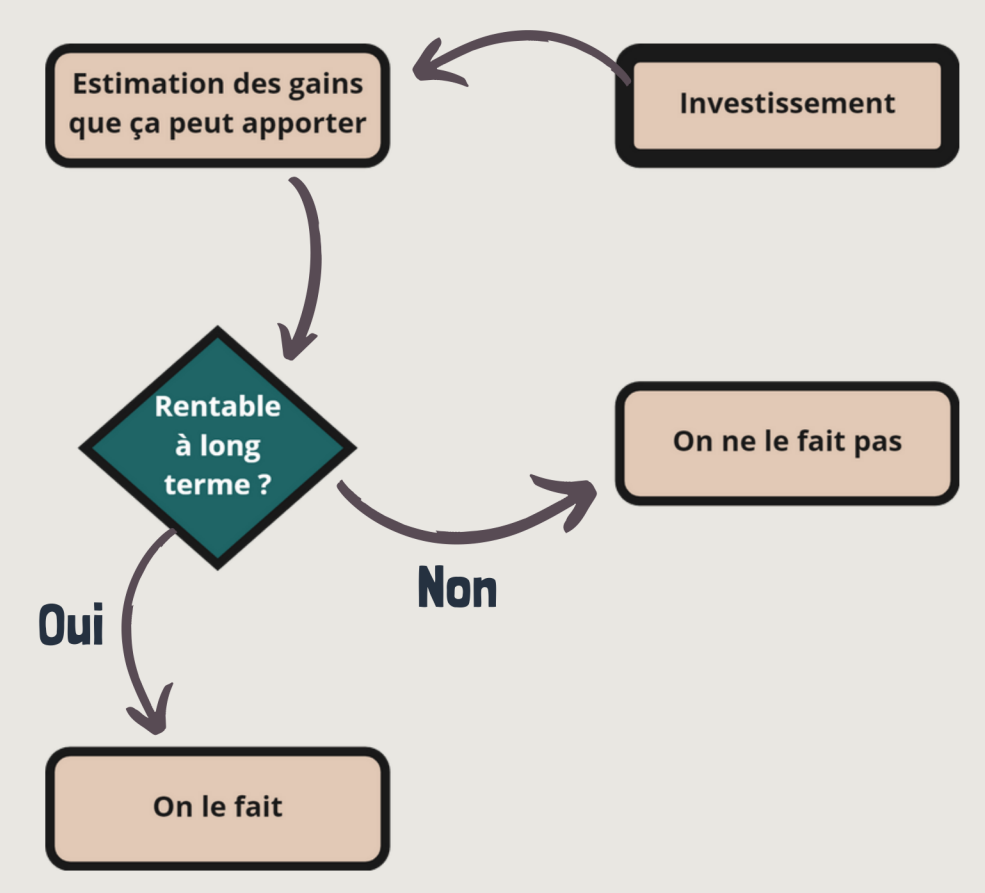 Estimation des gains
que ça peut apporter
Investissement
Rentable
à long
terme ?
On ne le fait pas
Non
Oui
On le fait